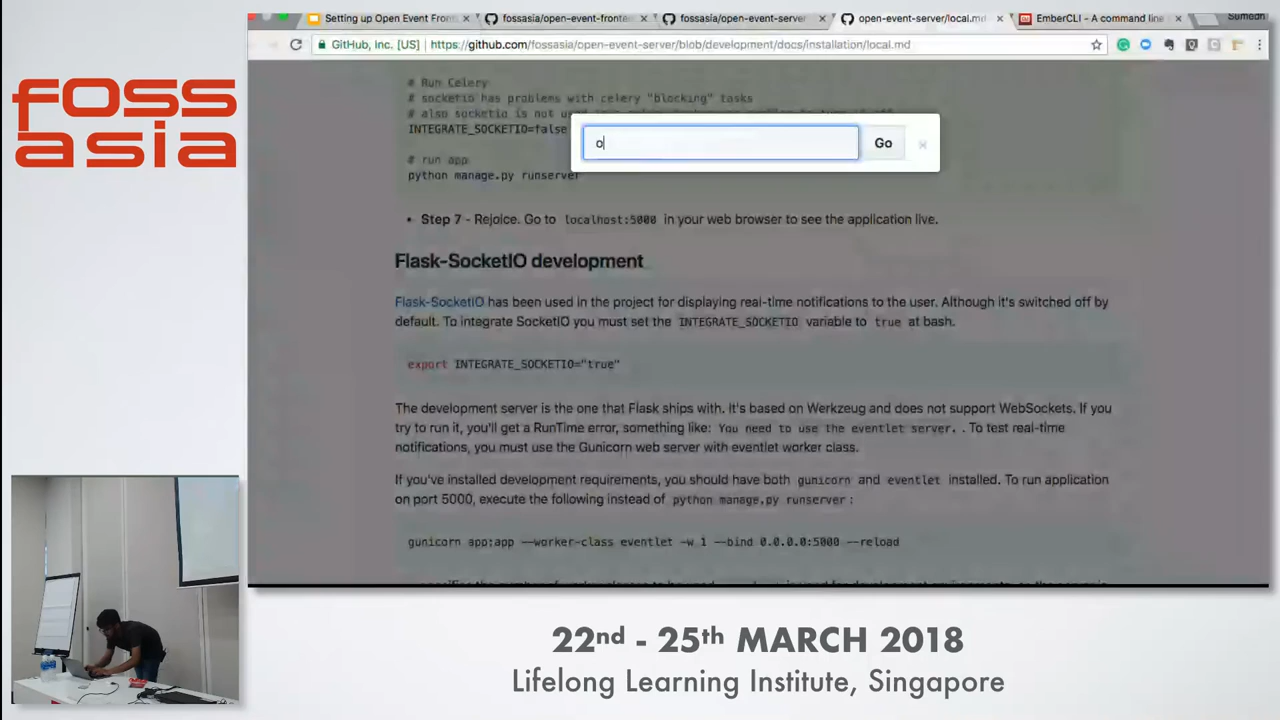 foss
asia
Setting up Open Event Fron
fossasia/open-event-fronte
fossasia/open-event-server
open-event-server/local.md
EmberCLI - A command line
Sumedh
GitHub, Inc. [US]
https://github.com/fossasia/open-event-server/blob/development/docs/installation/local.md
# Run Celery
# socketio has problems with celery "blocking" tasks
# also socketio is not used
INTEGRATE_SOCKETIO=false
o
Go
×
# run app
python manage.py runserver
• Step 7 - Rejoice. Go to localhost:5000 in your web browser to see the application live.
Flask-SocketIO development
Flask-SocketIO has been used in the project for displaying real-time notifications to the user. Although it's switched off by
default. To integrate SocketIO you must set the INTEGRATE_SOCKETIO variable to true at bash.
export INTEGRATE_SOCKETIO="true"
The development server is the one that Flask ships with. It's based on Werkzeug and does not support WebSockets. If you
try to run it, you'll get a RunTime error, something like: You need to use the eventlet server. . To test real-time
notifications, you must use the Gunicorn web server with eventlet worker class.
If you've installed development requirements, you should have both gunicorn and eventlet installed. To run application
on port 5000, execute the following instead of python manage.py runserver :
gunicorn app:app --worker-class eventlet -w 1 --bind 0.0.0.0:5000 --reload
22nd - 25th MARCH 2018
Lifelong Learning Institute, Singapore